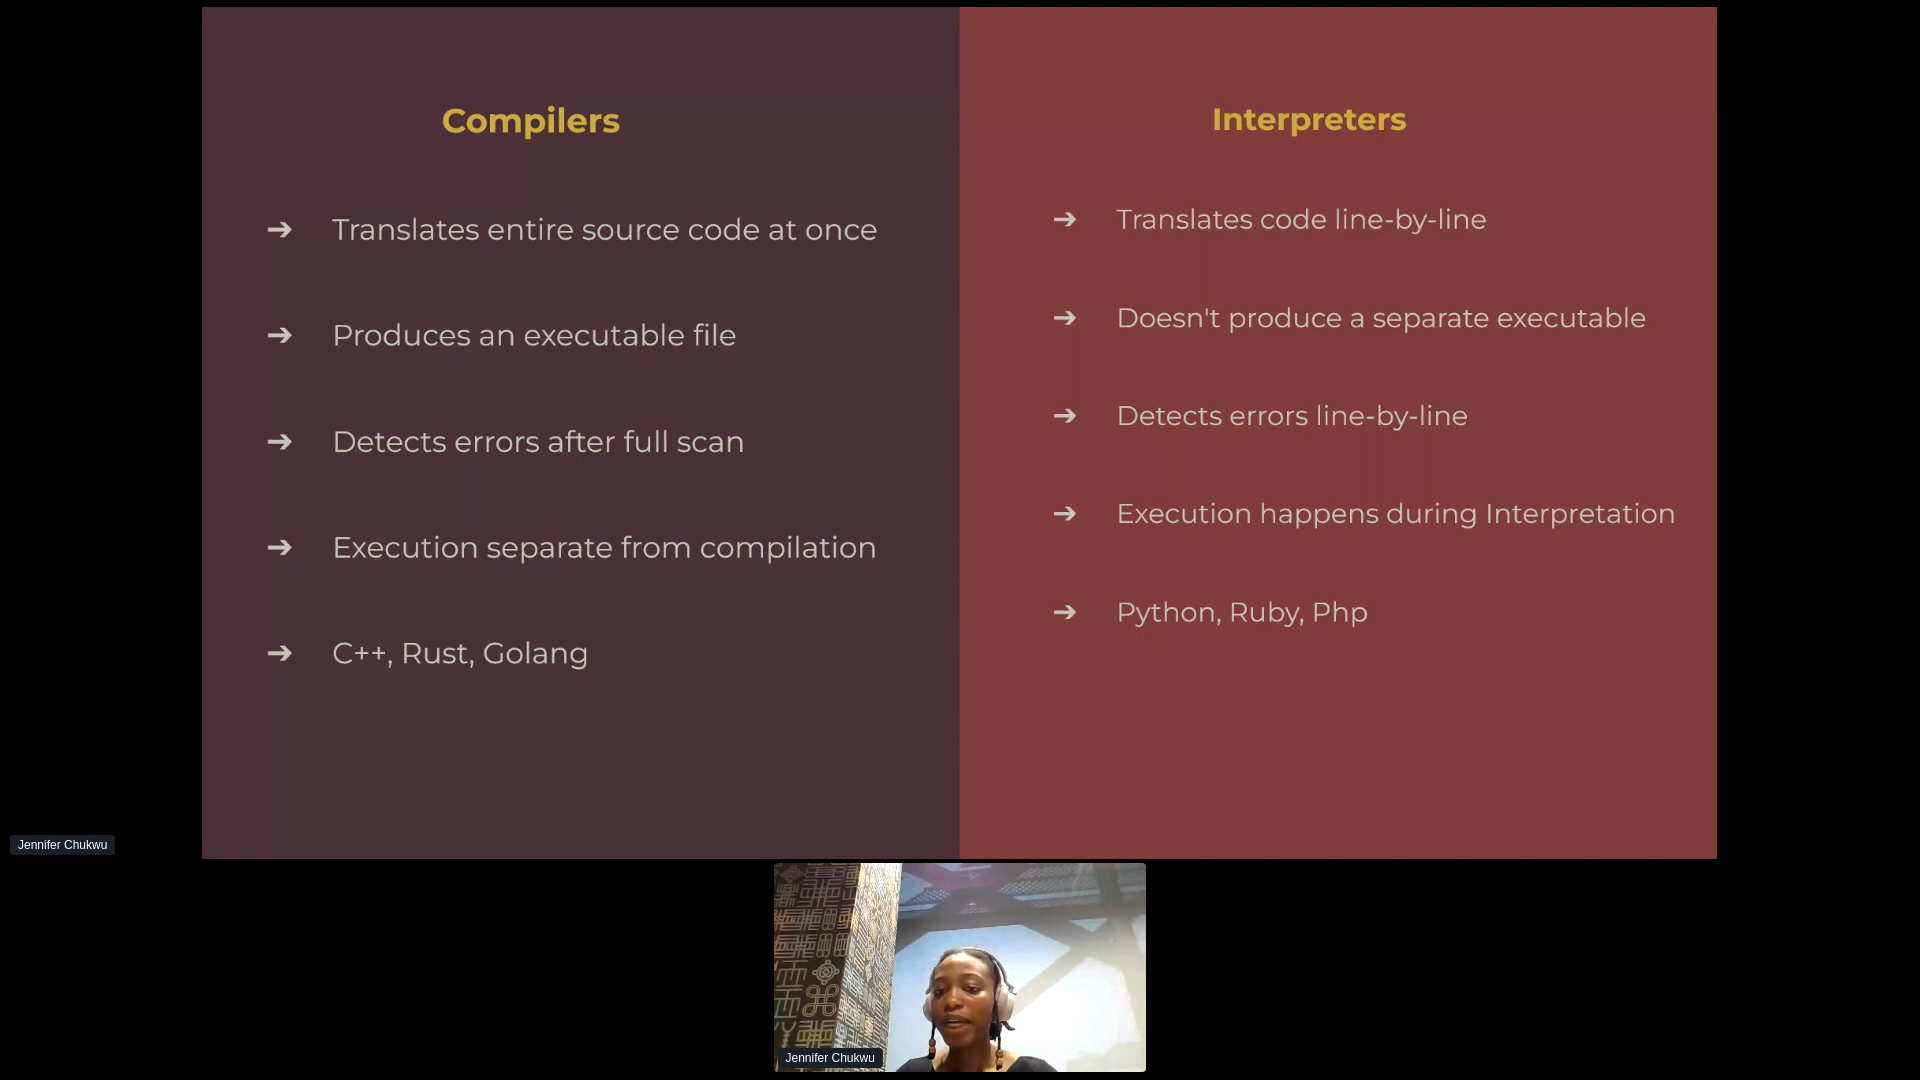 Compilers
➔ Translates entire source code at once
➔ Produces an executable file
➔ Detects errors after full scan
➔ Execution separate from compilation
➔ C++, Rust, Golang
Interpreters
➔ Translates code line-by-line
➔ Doesn't produce a separate executable
➔ Detects errors line-by-line
➔ Execution happens during Interpretation
➔ Python, Ruby, Php
Jennifer Chukwu
Jennifer Chukwu